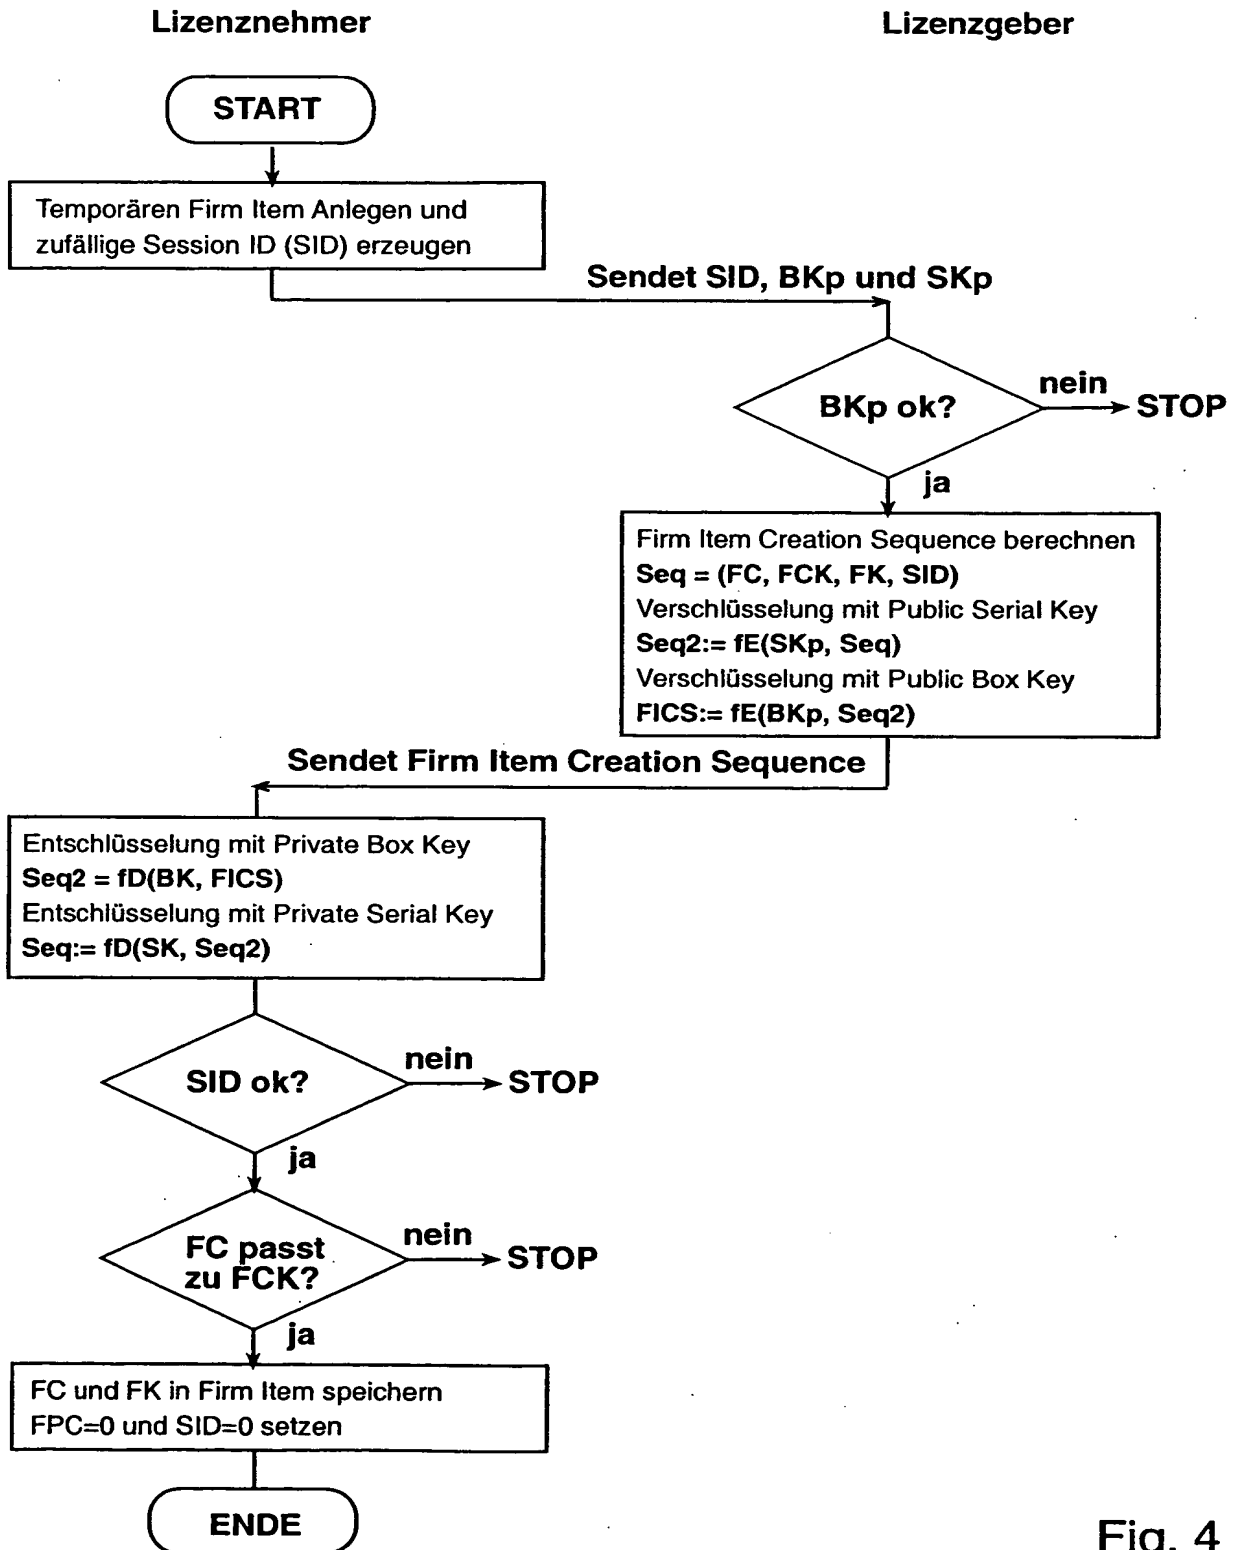 Lizenznehmer
Lizenzgeber
START
Temporären Firm Item Anlegen und
zufällige Session ID (SID) erzeugen
Sendet SID, BKp und SKp
BKp ok?
nein
STOP
ja
Firm Item Creation Sequence berechnen
Seq = (FC, FCK, FK, SID)
Verschlüsselung mit Public Serial Key
Seq2:= fE(SKp, Seq)
Verschlüsselung mit Public Box Key
FICS:= fE(BKp, Seq2)
Sendet Firm Item Creation Sequence
Entschlüsselung mit Private Box Key
Seq2 = fD(BK, FICS)
Entschlüsselung mit Private Serial Key
Seq:= fD(SK, Seq2)
SID ok?
nein
STOP
ja
FC passt
zu FCK?
nein
STOP
ja
FC und FK in Firm Item speichern
FPC=0 und SID=0 setzen
ENDE
Fig. 4